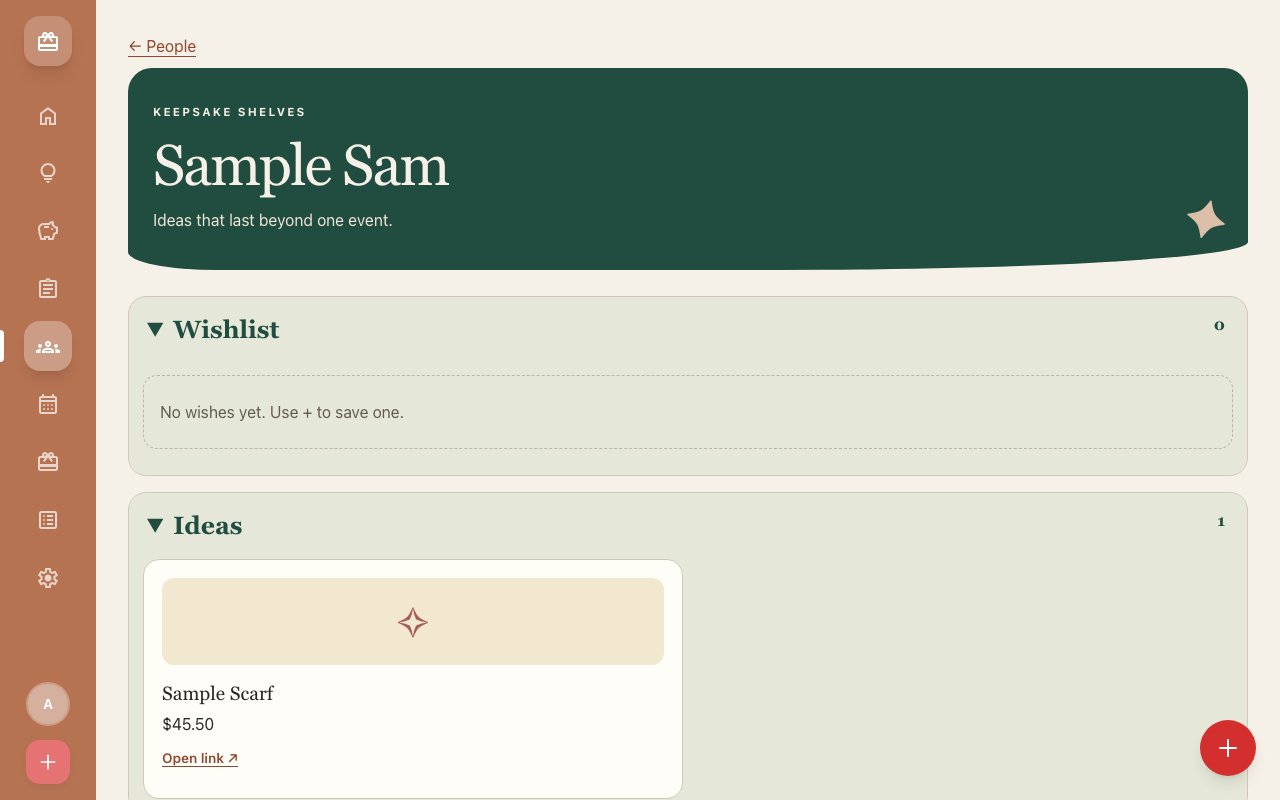 ← People
KEEPSAKE SHELVES
Sample Sam
Ideas that last beyond one event.
▼ Wishlist
0
No wishes yet. Use + to save one.
▼ Ideas
1
Sample Scarf
$45.50
Open link ↗
A